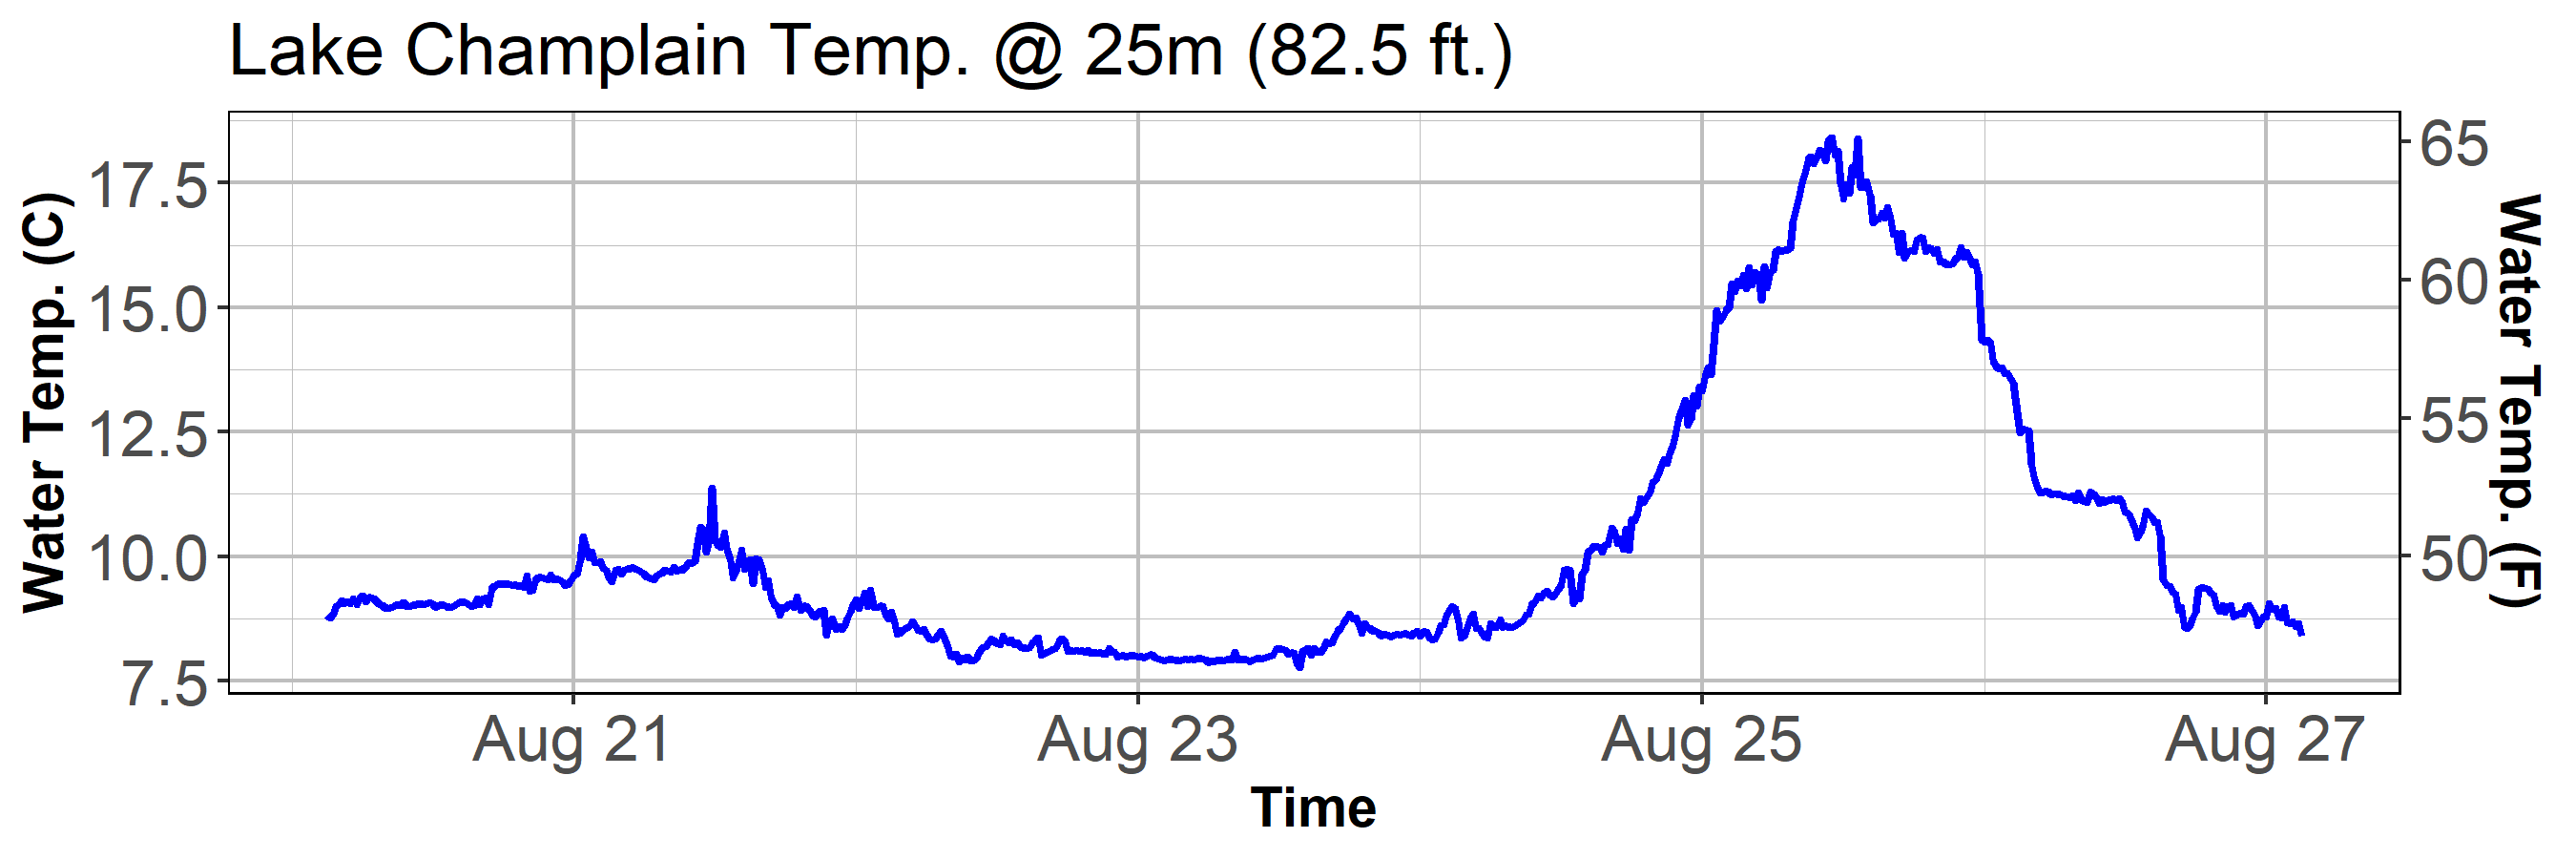 Lake Champlain Temp. @ 25m (82.5 ft.)
Water Temp. (C)
17.5
15.0
12.5
10.0
7.5
65
60
55
50
Water Temp. (F)
Aug 21 Aug 23 Aug 25 Aug 27
Time